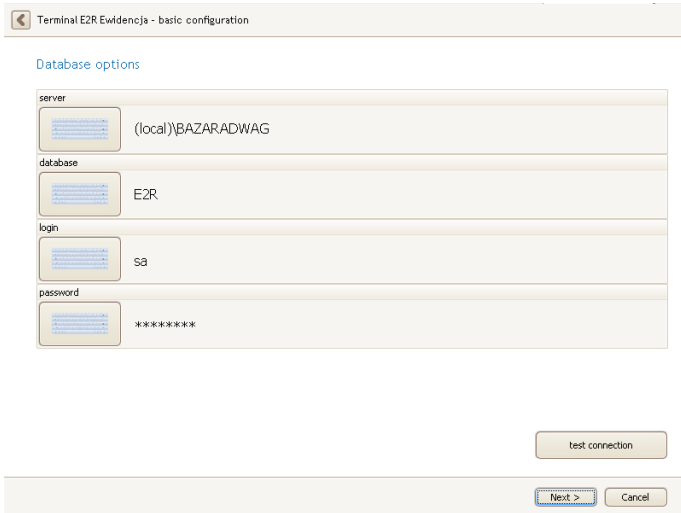 Terminal E2R Ewidencja - basic configuration
Database options
server
(local)\BAZARADWAG
database
E2R
login
sa
password
********
test connection
Next >
Cancel